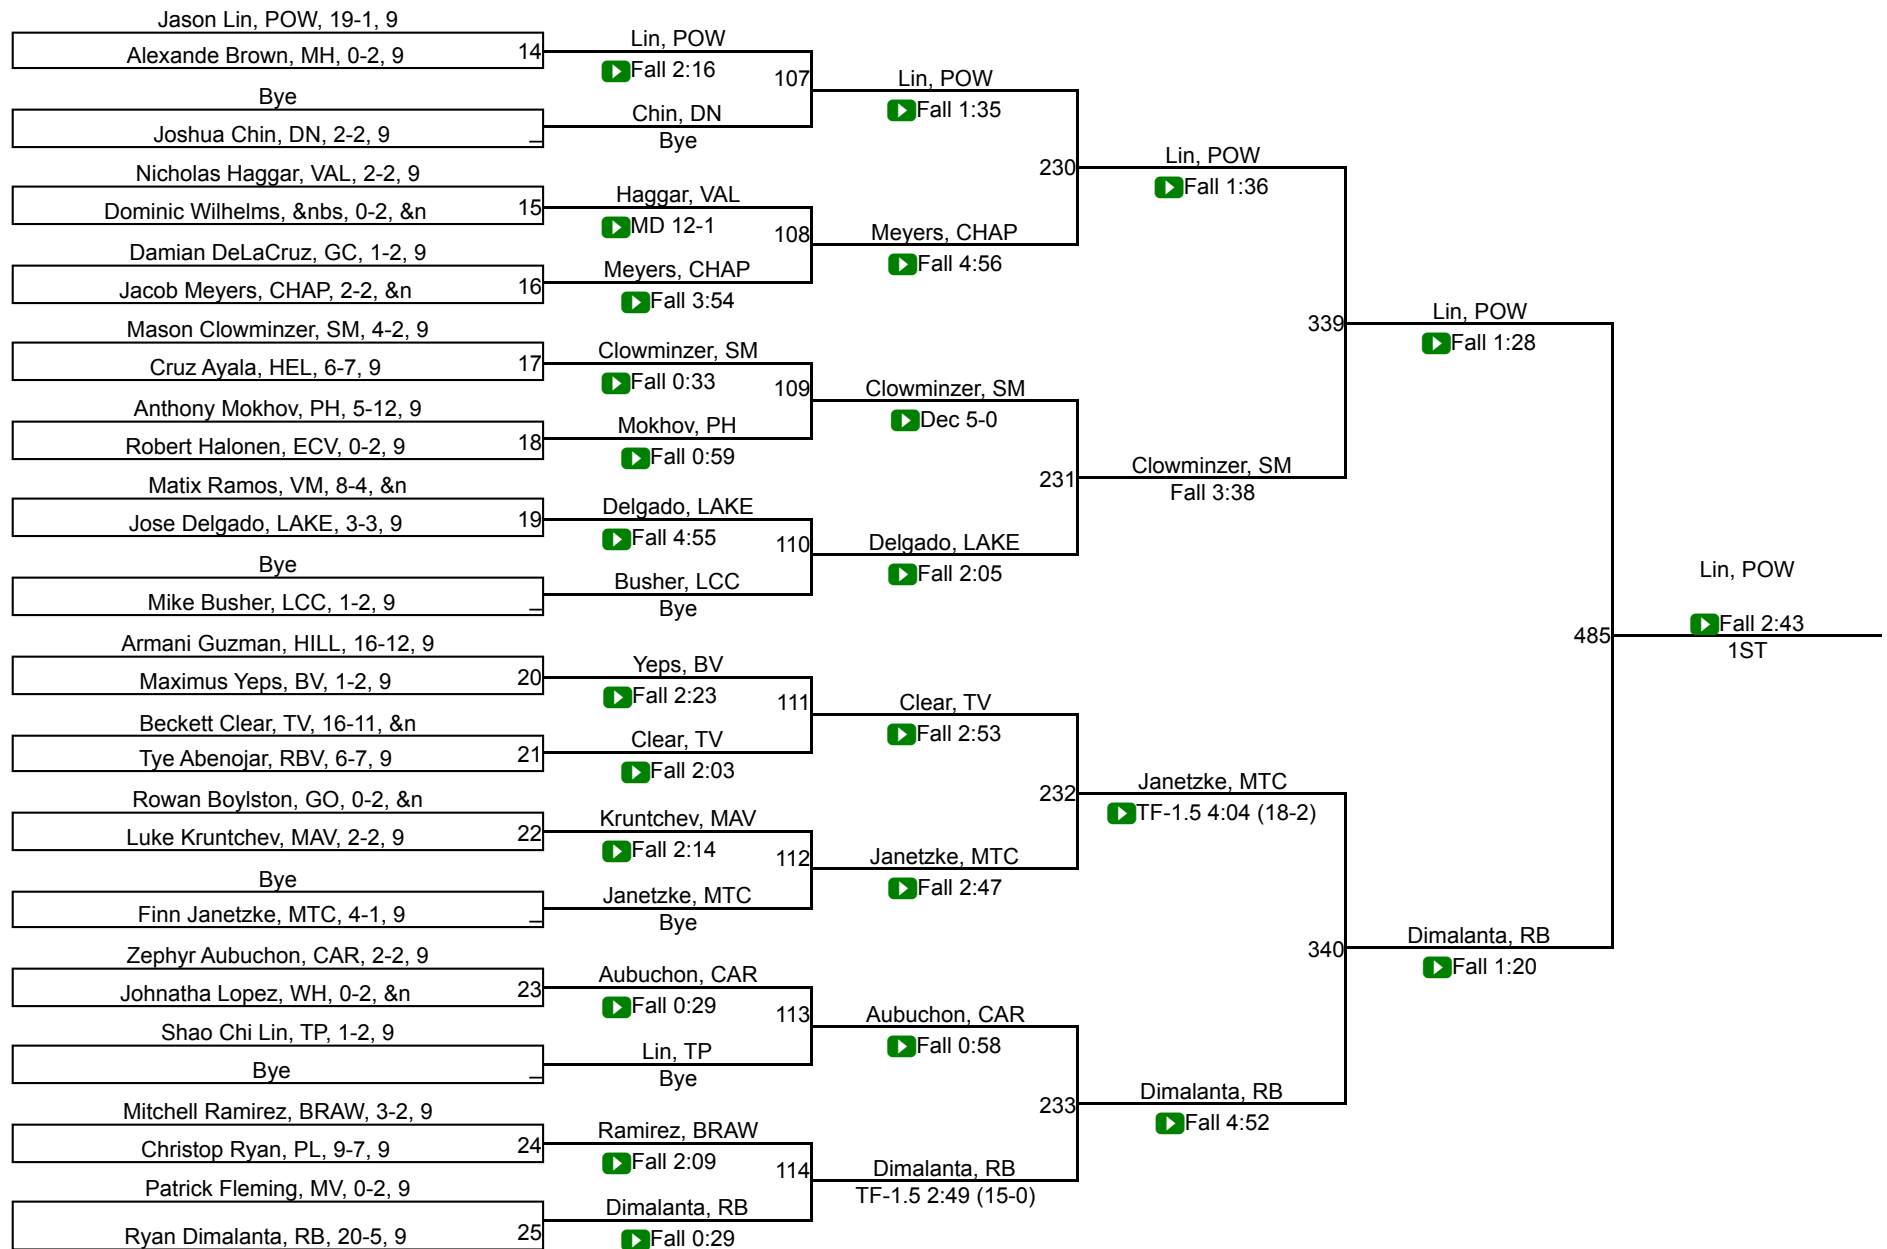 Jason Lin, POW, 19-1, 9
Alexande Brown, MH, 0-2, 9
14
Bye
Joshua Chin, DN, 2-2, 9
_
Nicholas Haggar, VAL, 2-2, 9
Dominic Wilhelms, &nbs, 0-2, &n
15
Damian DeLaCruz, GC, 1-2, 9
Jacob Meyers, CHAP, 2-2, &n
16
Mason Clowminzer, SM, 4-2, 9
Cruz Ayala, HEL, 6-7, 9
17
Anthony Mokhov, PH, 5-12, 9
Robert Halonen, ECV, 0-2, 9
18
Matix Ramos, VM, 8-4, &n
Jose Delgado, LAKE, 3-3, 9
19
Bye
Mike Busher, LCC, 1-2, 9
_
Armani Guzman, HILL, 16-12, 9
Maximus Yeps, BV, 1-2, 9
20
Beckett Clear, TV, 16-11, &n
Tye Abenojar, RBV, 6-7, 9
21
Rowan Boylston, GO, 0-2, &n
Luke Kruntchev, MAV, 2-2, 9
22
Bye
Finn Janetzke, MTC, 4-1, 9
_
Zephyr Aubuchon, CAR, 2-2, 9
Johnatha Lopez, WH, 0-2, &n
23
Shao Chi Lin, TP, 1-2, 9
Bye
_
Mitchell Ramirez, BRAW, 3-2, 9
Christop Ryan, PL, 9-7, 9
24
Patrick Fleming, MV, 0-2, 9
Ryan Dimalanta, RB, 20-5, 9
25
Lin, POW
Fall 2:16
107
Chin, DN
Bye
Haggar, VAL
MD 12-1
108
Meyers, CHAP
Fall 3:54
Clowminzer, SM
Fall 0:33
109
Mokhov, PH
Fall 0:59
Delgado, LAKE
Fall 4:55
110
Busher, LCC
Bye
Yeps, BV
Fall 2:23
111
Clear, TV
Fall 2:03
Kruntchev, MAV
Fall 2:14
112
Janetzke, MTC
Bye
Aubuchon, CAR
Fall 0:29
113
Lin, TP
Bye
Ramirez, BRAW
Fall 2:09
114
Dimalanta, RB
Fall 0:29
Lin, POW
Fall 1:35
230
Meyers, CHAP
Fall 4:56
Clowminzer, SM
Dec 5-0
231
Delgado, LAKE
Fall 2:05
Clear, TV
Fall 2:53
232
Janetzke, MTC
Fall 2:47
Aubuchon, CAR
Fall 0:58
233
Dimalanta, RB
TF-1.5 2:49 (15-0)
Lin, POW
Fall 1:36
339
Clowminzer, SM
Fall 3:38
Janetzke, MTC
TF-1.5 4:04 (18-2)
340
Dimalanta, RB
Fall 4:52
Lin, POW
Fall 1:28
485
Dimalanta, RB
Fall 1:20
Lin, POW
Fall 2:43
1ST